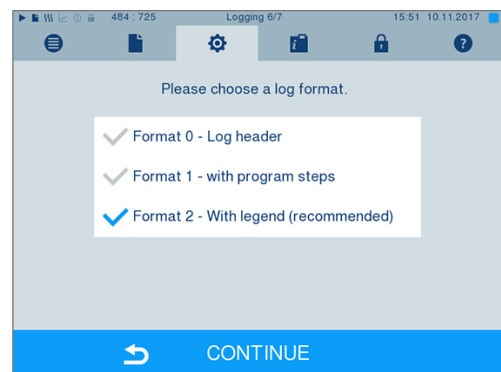 484 : 725 Logging 6/7 15:51 10.11.2017
Please choose a log format.
Format 0 - Log header
Format 1 - with program steps
Format 2 - With legend (recommended)
CONTINUE